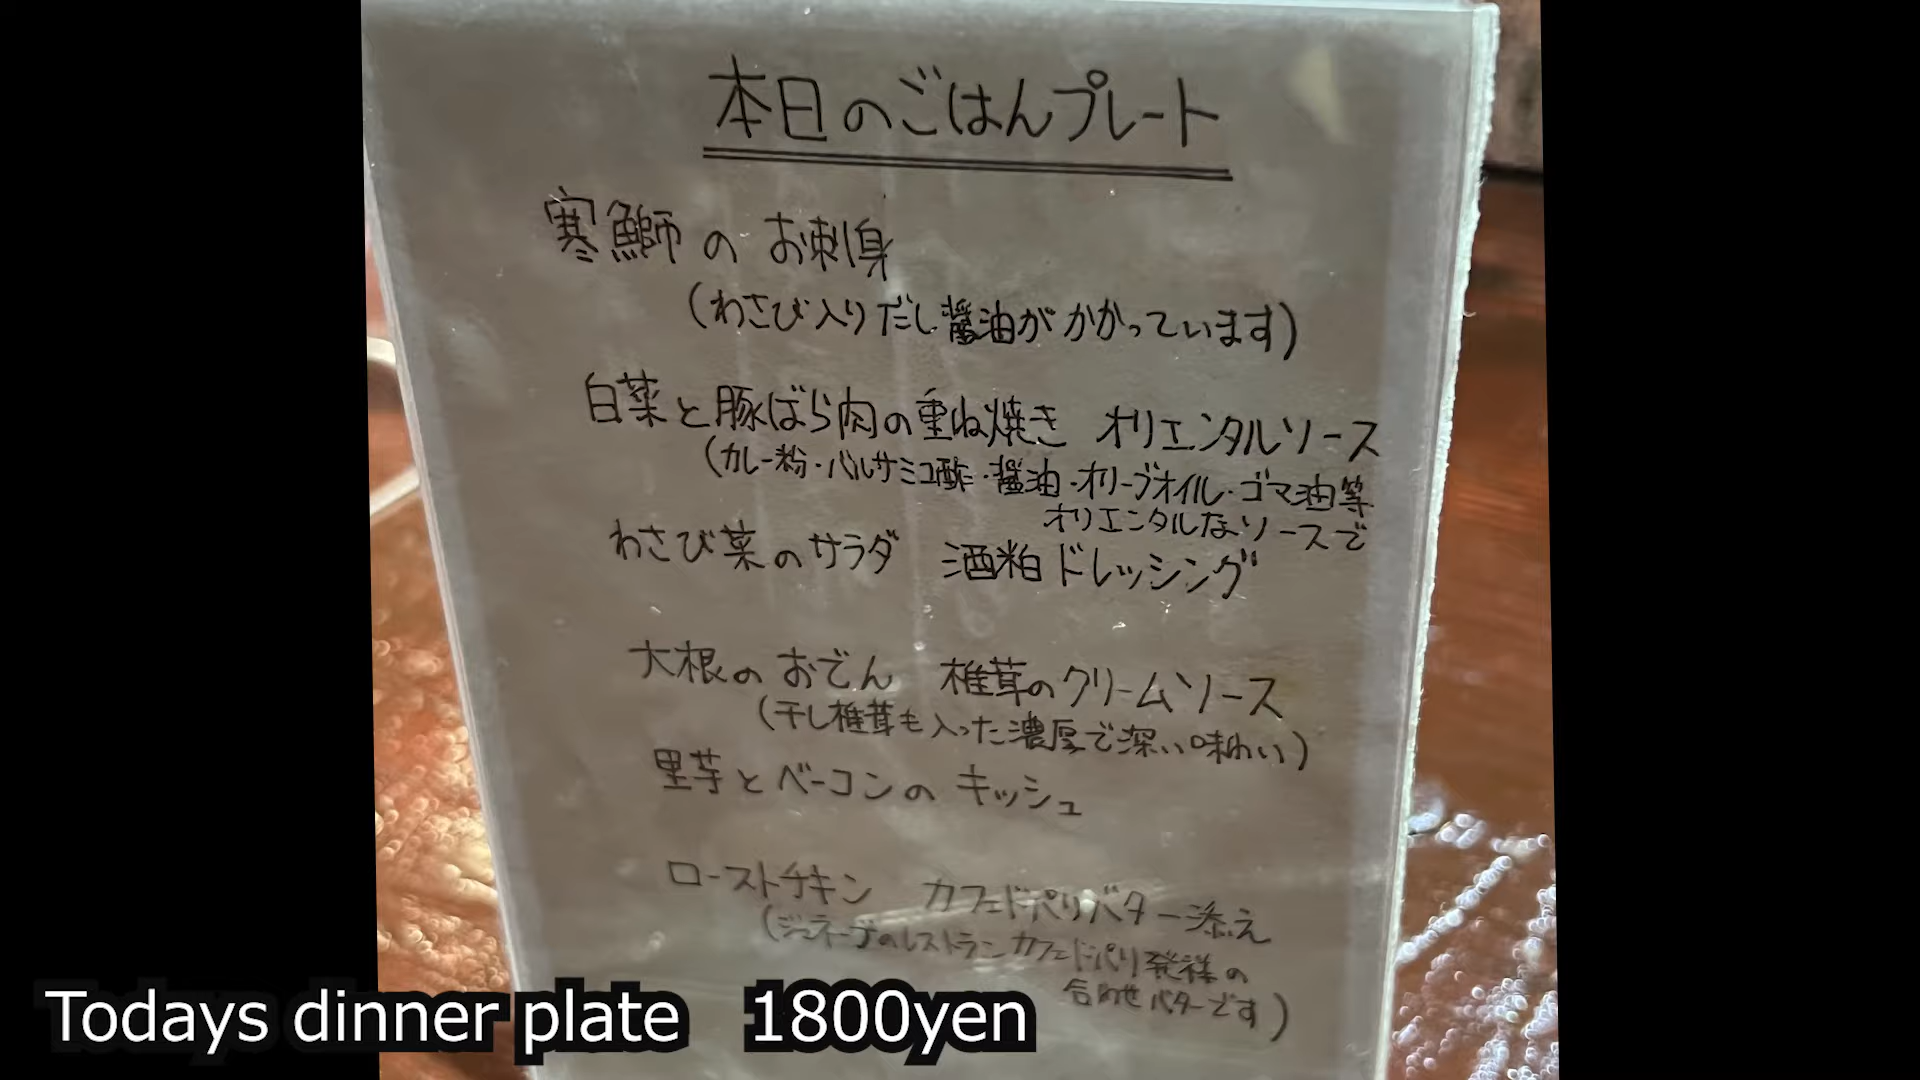 本日のごはんプレート
寒鰤のお刺身
(わさび入りだし醤油がかかっています)
白菜と豚ばら肉の重ね焼き オリエンタルソース
(カレー粉・バルサミコ酢・醤油・オリーブオイル・ゴマ油等
オリエンタルなソースで
わさび菜のサラダ 酒粕ドレッシング
大根のおでん 椎茸のクリームソース
(干し椎茸も入った濃厚で深い味わい)
里芋とベーコンのキッシュ
ローストチキン カフェドパリバター添え
(ジュネーブのレストランカフェドパリ発祥の
合わせバターです)
Todays dinner plate 1800yen